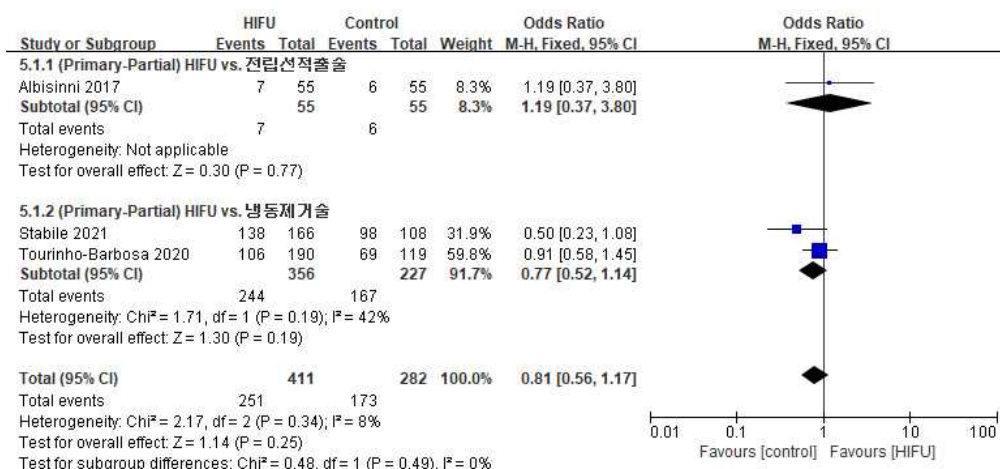 HIFU Control Odds Ratio Odds Ratio
Study or Subgroup Events Total Events Total Weight M-H, Fixed, 95% CI M-H, Fixed, 95% CI
5.1.1 (Primary-Partial) HIFU vs. 전립선적출술
Albisinni 2017 7 55 6 55 8.3% 1.19 [0.37, 3.80]
Subtotal (95% CI) 55 55 8.3% 1.19 [0.37, 3.80]
Total events 7 6
Heterogeneity: Not applicable
Test for overall effect: Z = 0.30 (P = 0.77)
5.1.2 (Primary-Partial) HIFU vs. 냉동제거술
Stabile 2021 138 166 98 108 31.9% 0.50 [0.23, 1.08]
Tourinho-Barbosa 2020 106 190 69 119 59.8% 0.91 [0.58, 1.45]
Subtotal (95% CI) 356 227 91.7% 0.77 [0.52, 1.14]
Total events 244 167
Heterogeneity: Chi² = 1.71, df = 1 (P = 0.19); I² = 42%
Test for overall effect: Z = 1.30 (P = 0.19)
Total (95% CI) 411 282 100.0% 0.81 [0.56, 1.17]
Total events 251 173
Heterogeneity: Chi² = 2.17, df = 2 (P = 0.34); I² = 8%
Test for overall effect: Z = 1.14 (P = 0.25)
Test for subgroup differences: Chi² = 0.48, df = 1 (P = 0.49), I² = 0%
0.01 0.1 1 10 100
Favours [control] Favours [HIFU]